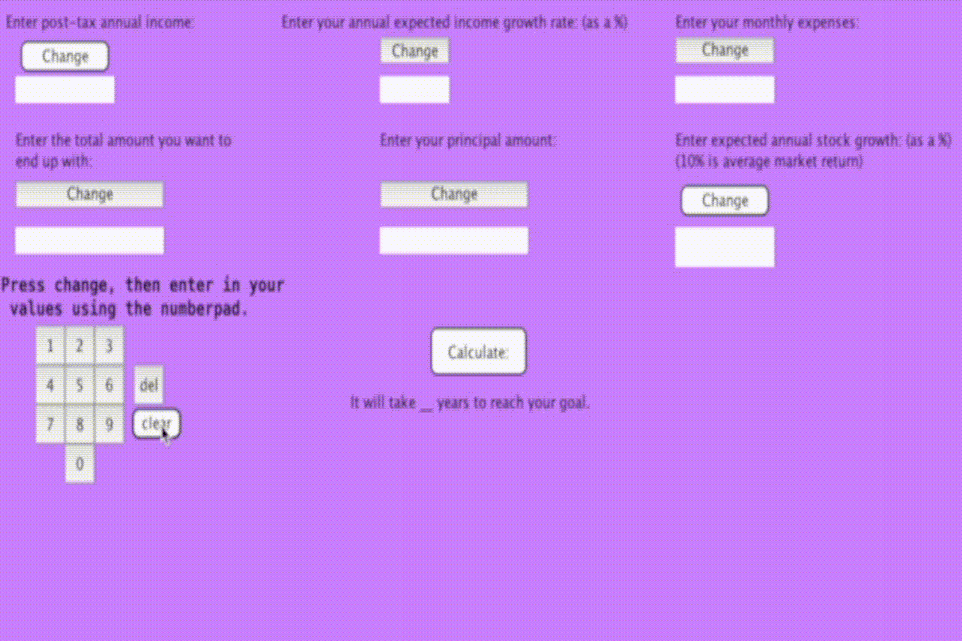 Enter post-tax annual income:
Enter your annual expected income growth rate: (as a %)
Enter your monthly expenses:
Change
Change
Change
Enter the total amount you want to
end up with:
Enter your principal amount:
Enter expected annual stock growth: (as a %)
(10% is average market return)
Change
Change
Change
Press change, then enter in your
values using the numberpad.
1 2 3
4 5 6 del
7 8 9 clear
0
Calculate:
It will take __ years to reach your goal.